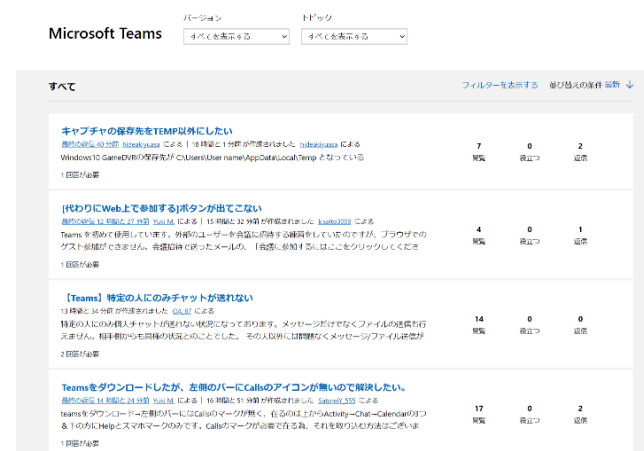 バージョン
トピック
Microsoft Teams
すべてを表示する
すべてを表示する
すべて
フィルターを表示する 並び替えの条件 最新
キャプチャの保存先をTEMP以外にしたい
最終の返信 40 分前 hideakiyuasa による | 18 時間と 1 分前 が作成されました hideakiyuasa による
Windows10 GameDVRの保存先が C:\Users\User name\AppData\Local\Temp となっている
1 回答が必要
7
閲覧
0
役立つ
2
返信
[代わりにWeb上で参加する]ボタンが出てこない
最終の返信 12 時間と 27 分前 Yuki M. による | 15 時間と 32 分前 が作成されました ksaito3003 による
Teams を初めて使用しています。外部のユーザーを会議に招待する練習をしていたのですが、ブラウザでの
ゲスト参加ができません。会議招待で送ったメールの、「会議に参加するにはここをクリックしてくださ
1 回答が必要
4
閲覧
0
役立つ
1
返信
【Teams】特定の人にのみチャットが送れない
13 時間と 34 分前 が作成されました OA_87 による
特定の人にのみ個人チャットが送れない状況になっております。メッセージだけでなくファイルの送信も行
えません。相手側からも同様の状況とのことでした。 その人以外には問題なくメッセージ/ファイル送信が
2 回答が必要
14
閲覧
0
役立つ
0
返信
Teamsをダウンロードしたが、左側のバーにCallsのアイコンが無いので解決したい。
最終の返信 14 時間と 24 分前 Yuki M. による | 16 時間と 51 分前 が作成されました SatomiY_555 による
teamsをダウンロード→左側のバーにはCallsのマークが無く、在るのは上からActivity→Chat→Calendarの3つ
& 下の方にHelpとスマホマークのみです。Callsのマークが必要で在る為、それを取り込む方法はございま
1 回答が必要
17
閲覧
0
役立つ
2
返信